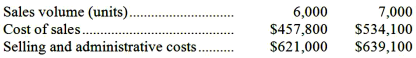 Sales volume (units)............................ 6,000 7,000
Cost of sales........................................ $457,800 $534,100
Selling and administrative costs.......... $621,000 $639,100